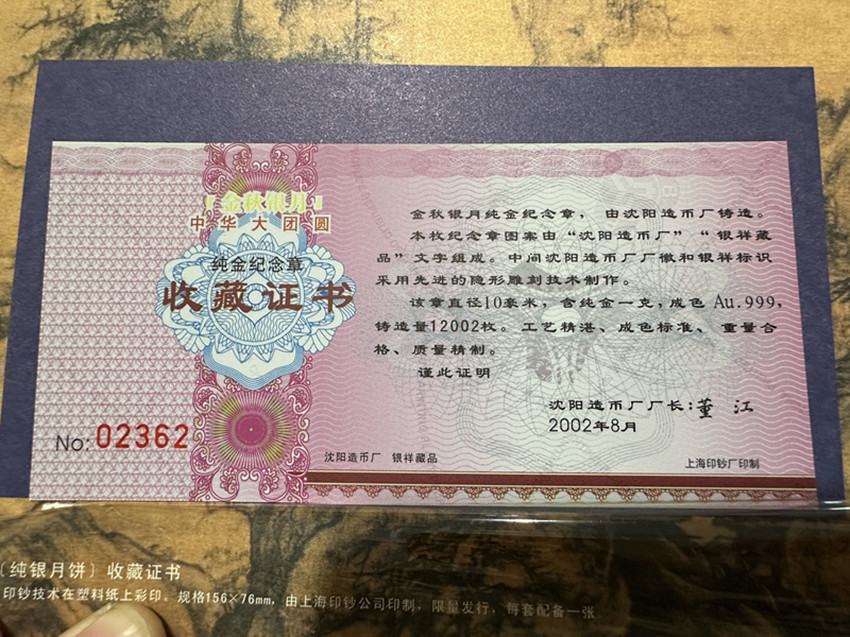 『金秋银月』
中华大团圆
纯金纪念章
收藏证书
No: 02362
金秋银月纯金纪念章，由沈阳造币厂铸造。
本枚纪念章图案由“沈阳造币厂”“银祥藏
品”文字组成。中间沈阳造币厂厂徽和银祥标识
采用先进的隐形雕刻技术制作。
该章直径10毫米，含纯金一克，成色 Au.999，
铸造量12002枚。工艺精湛、成色标准、重量合
格、质量精制。
谨此证明
沈阳造币厂厂长：董江
2002年8月
沈阳造币厂 银祥藏品
上海印钞厂印制
〔纯银月饼〕收藏证书
印钞技术在塑料纸上彩印。规格156×76mm，由上海印钞公司印制，限量发行，每套配备一张